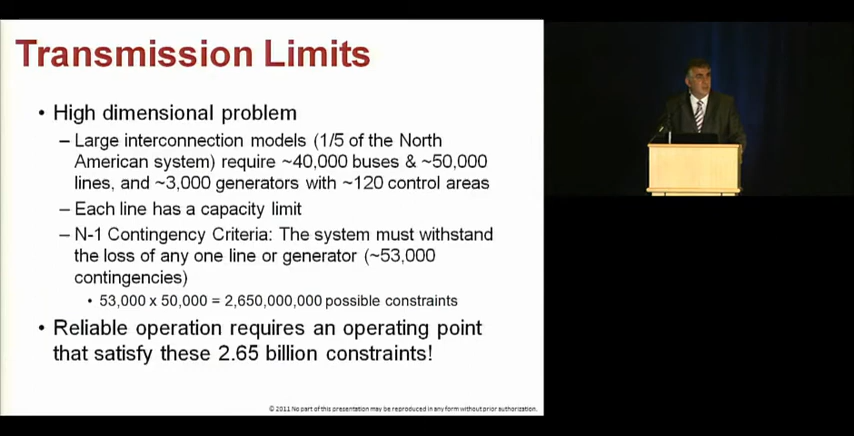 Transmission Limits
• High dimensional problem
– Large interconnection models (1/5 of the North
American system) require ~40,000 buses & ~50,000
lines, and ~3,000 generators with ~120 control areas
– Each line has a capacity limit
– N-1 Contingency Criteria: The system must withstand
the loss of any one line or generator (~53,000
contingencies)
• 53,000 x 50,000 = 2,650,000,000 possible constraints
• Reliable operation requires an operating point
that satisfy these 2.65 billion constraints!
© 2011 No part of this presentation may be reproduced in any form without prior authorization.